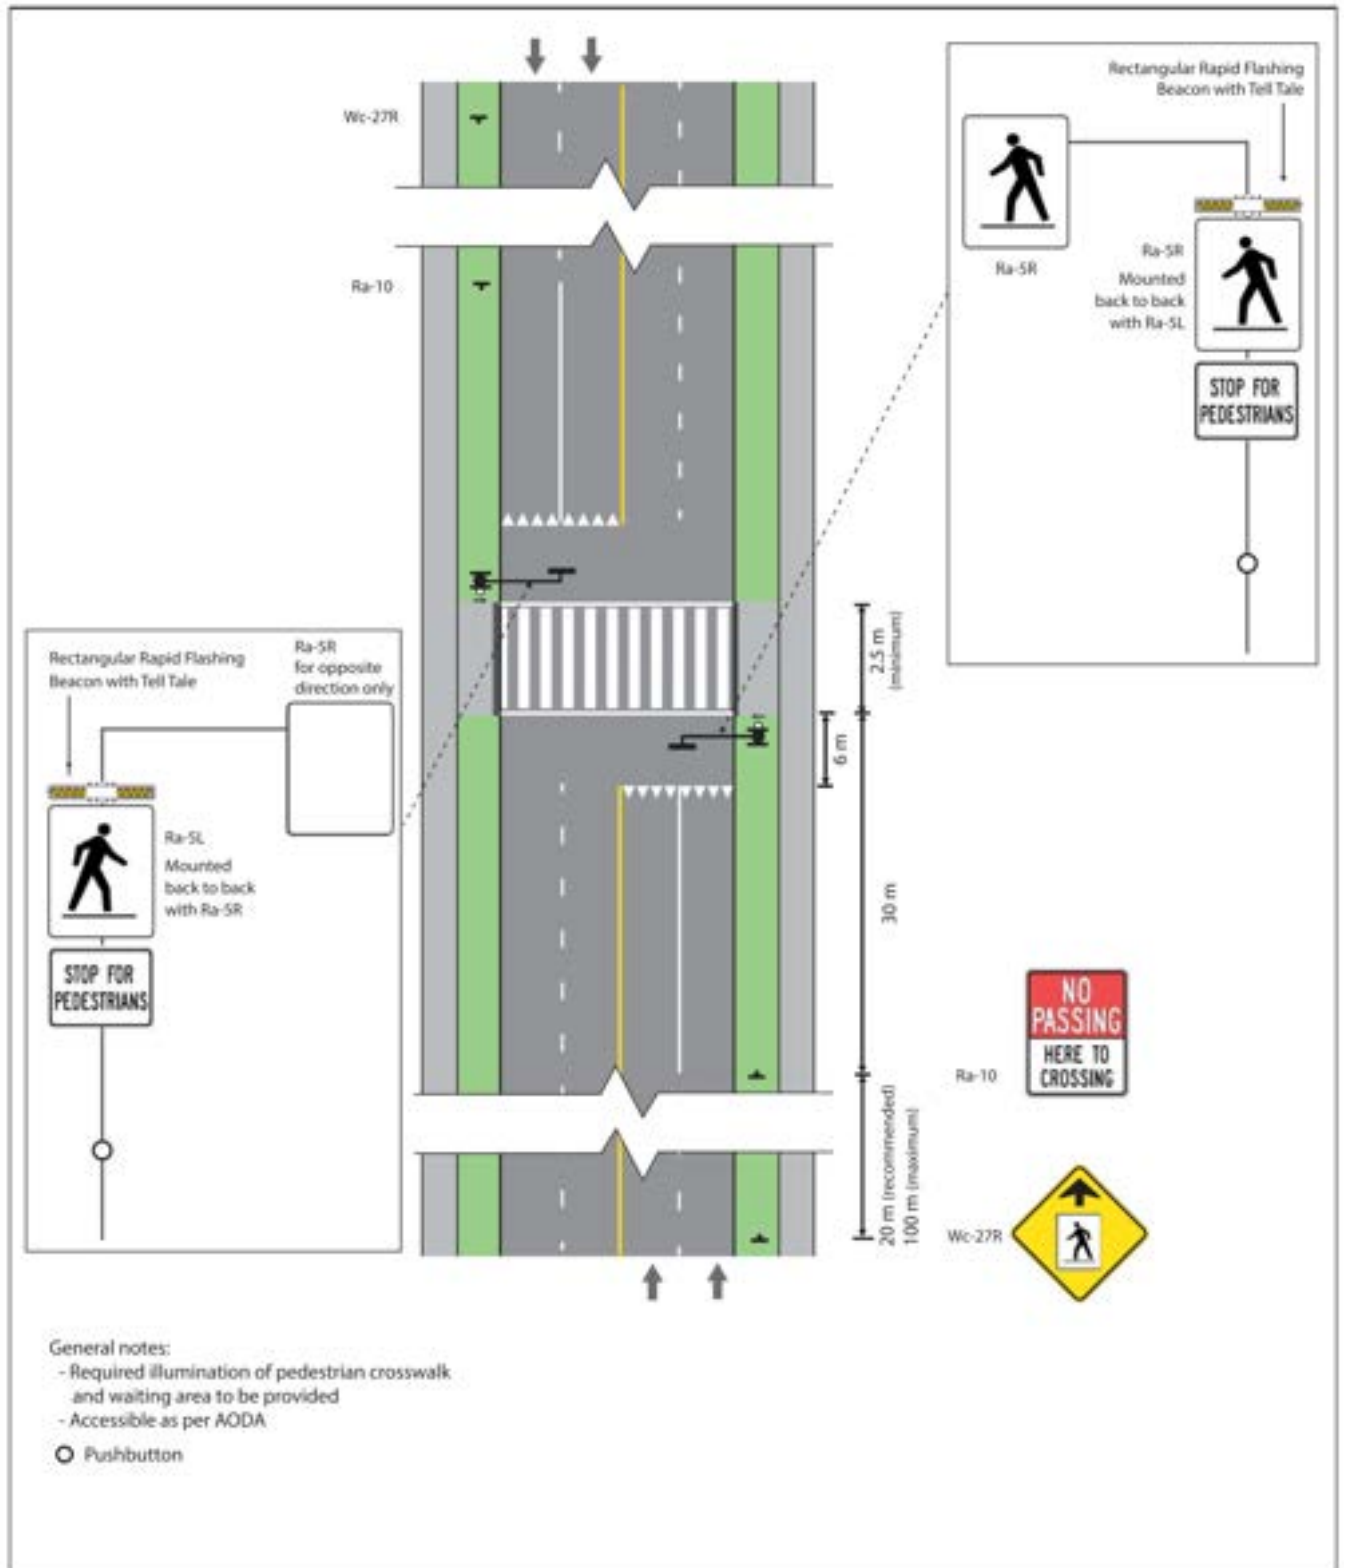 Rectangular Rapid Flashing
Beacon with Tell Tale
Wc-27R
Ra-5R
Ra-5R
Mounted
back to back
with Ra-5L
Ra-10
STOP FOR
PEDESTRIANS
2.5 m
(minimum)
Rectangular Rapid Flashing
Beacon with Tell Tale
Ra-5R
for opposite
direction only
6 m
Ra-5L
Mounted
back to back
with Ra-5R
30 m
STOP FOR
PEDESTRIANS
NO
PASSING
HERE TO
CROSSING
Ra-10
20 m (recommended)
100 m (maximum)
Wc-27R
General notes:
- Required illumination of pedestrian crosswalk
and waiting area to be provided
- Accessible as per AODA
Pushbutton